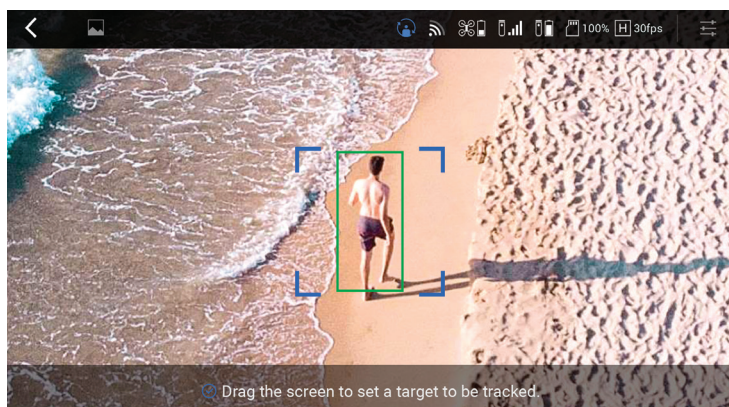 100% H 30fps
Drag the screen to set a target to be tracked.